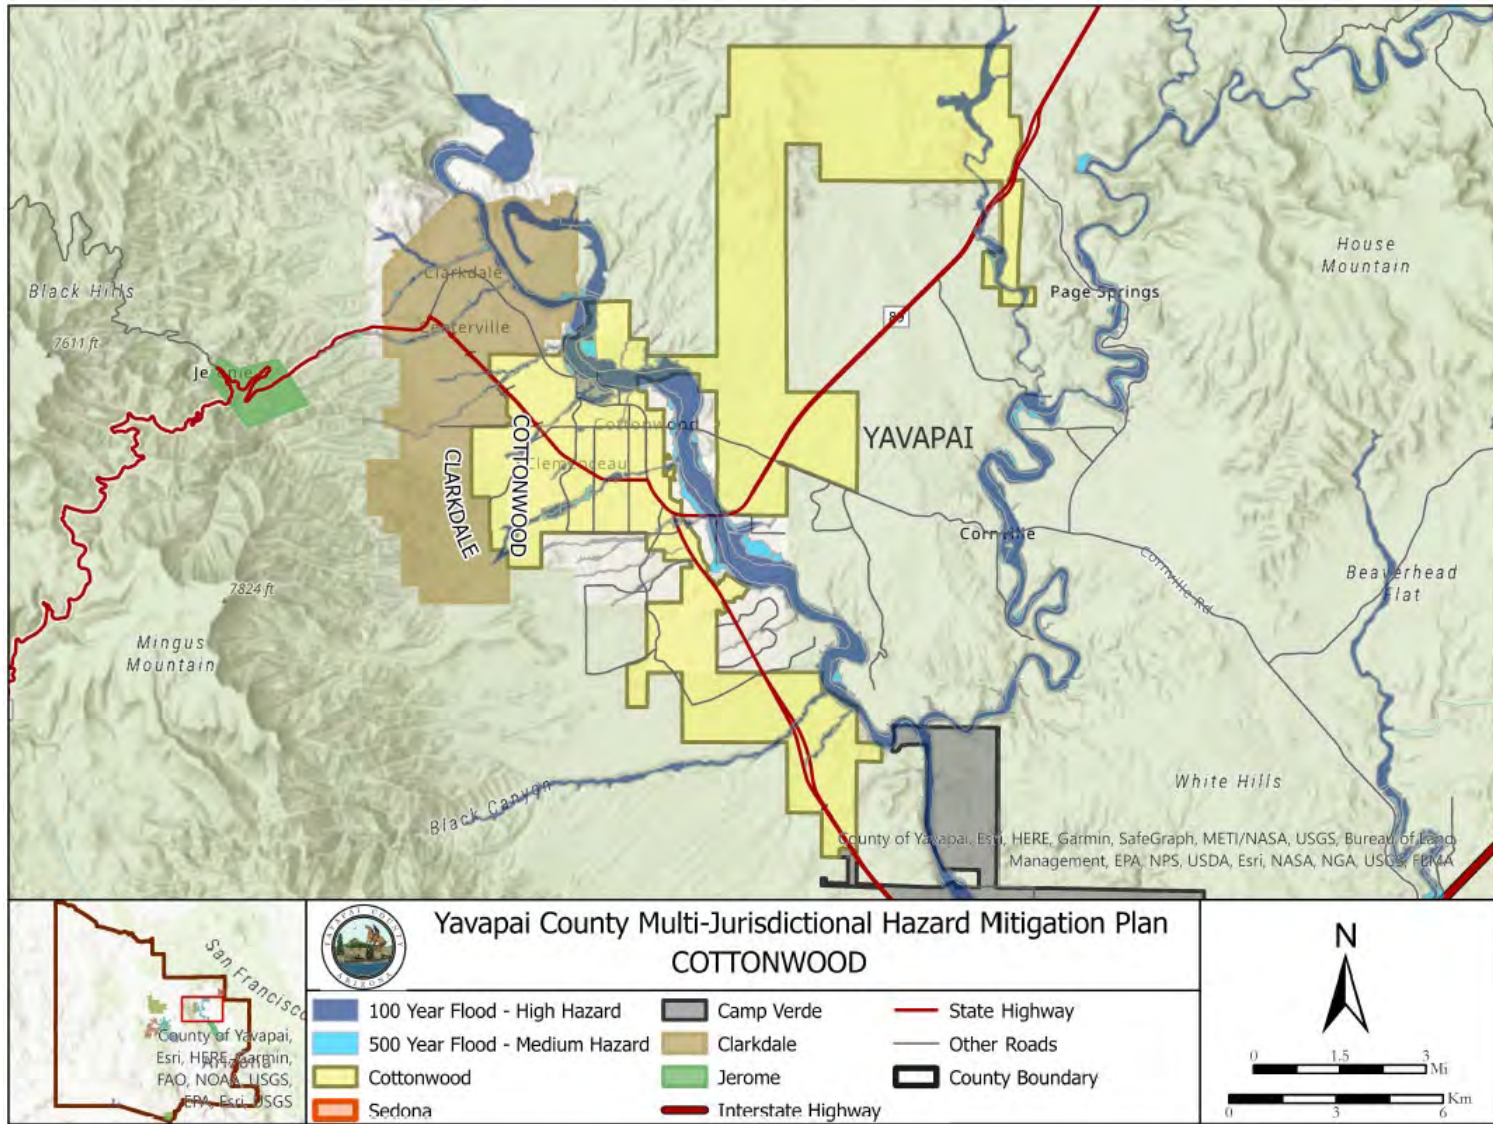 Black Hills
7611 ft
Jerome
Clarkdale
Centerville
COTTONWOOD
CLARKDALE
Cottonwood
Clemenceau
7824 ft
Mingus
Mountain
Black Canyon
89
YAVAPAI
Page Springs
House
Mountain
Cornville
Cornville Rd
Beaverhead
Flat
White Hills
County of Yavapai, Esri, HERE, Garmin, SafeGraph, METI/NASA, USGS, Bureau of Land
Management, EPA, NPS, USDA, Esri, NASA, NGA, USGS, FEMA
San Francisco
County of Yavapai,
Esri, HERE, Garmin,
Arizona
FAO, NOAA, USGS,
EPA, Esri, USGS
YAVAPAI COUNTY
ARIZONA
Yavapai County Multi-Jurisdictional Hazard Mitigation Plan
COTTONWOOD
100 Year Flood - High Hazard
500 Year Flood - Medium Hazard
Cottonwood
Sedona
Camp Verde
Clarkdale
Jerome
Interstate Highway
State Highway
Other Roads
County Boundary
N
0 1.5 3
Mi
Km
0 3 6